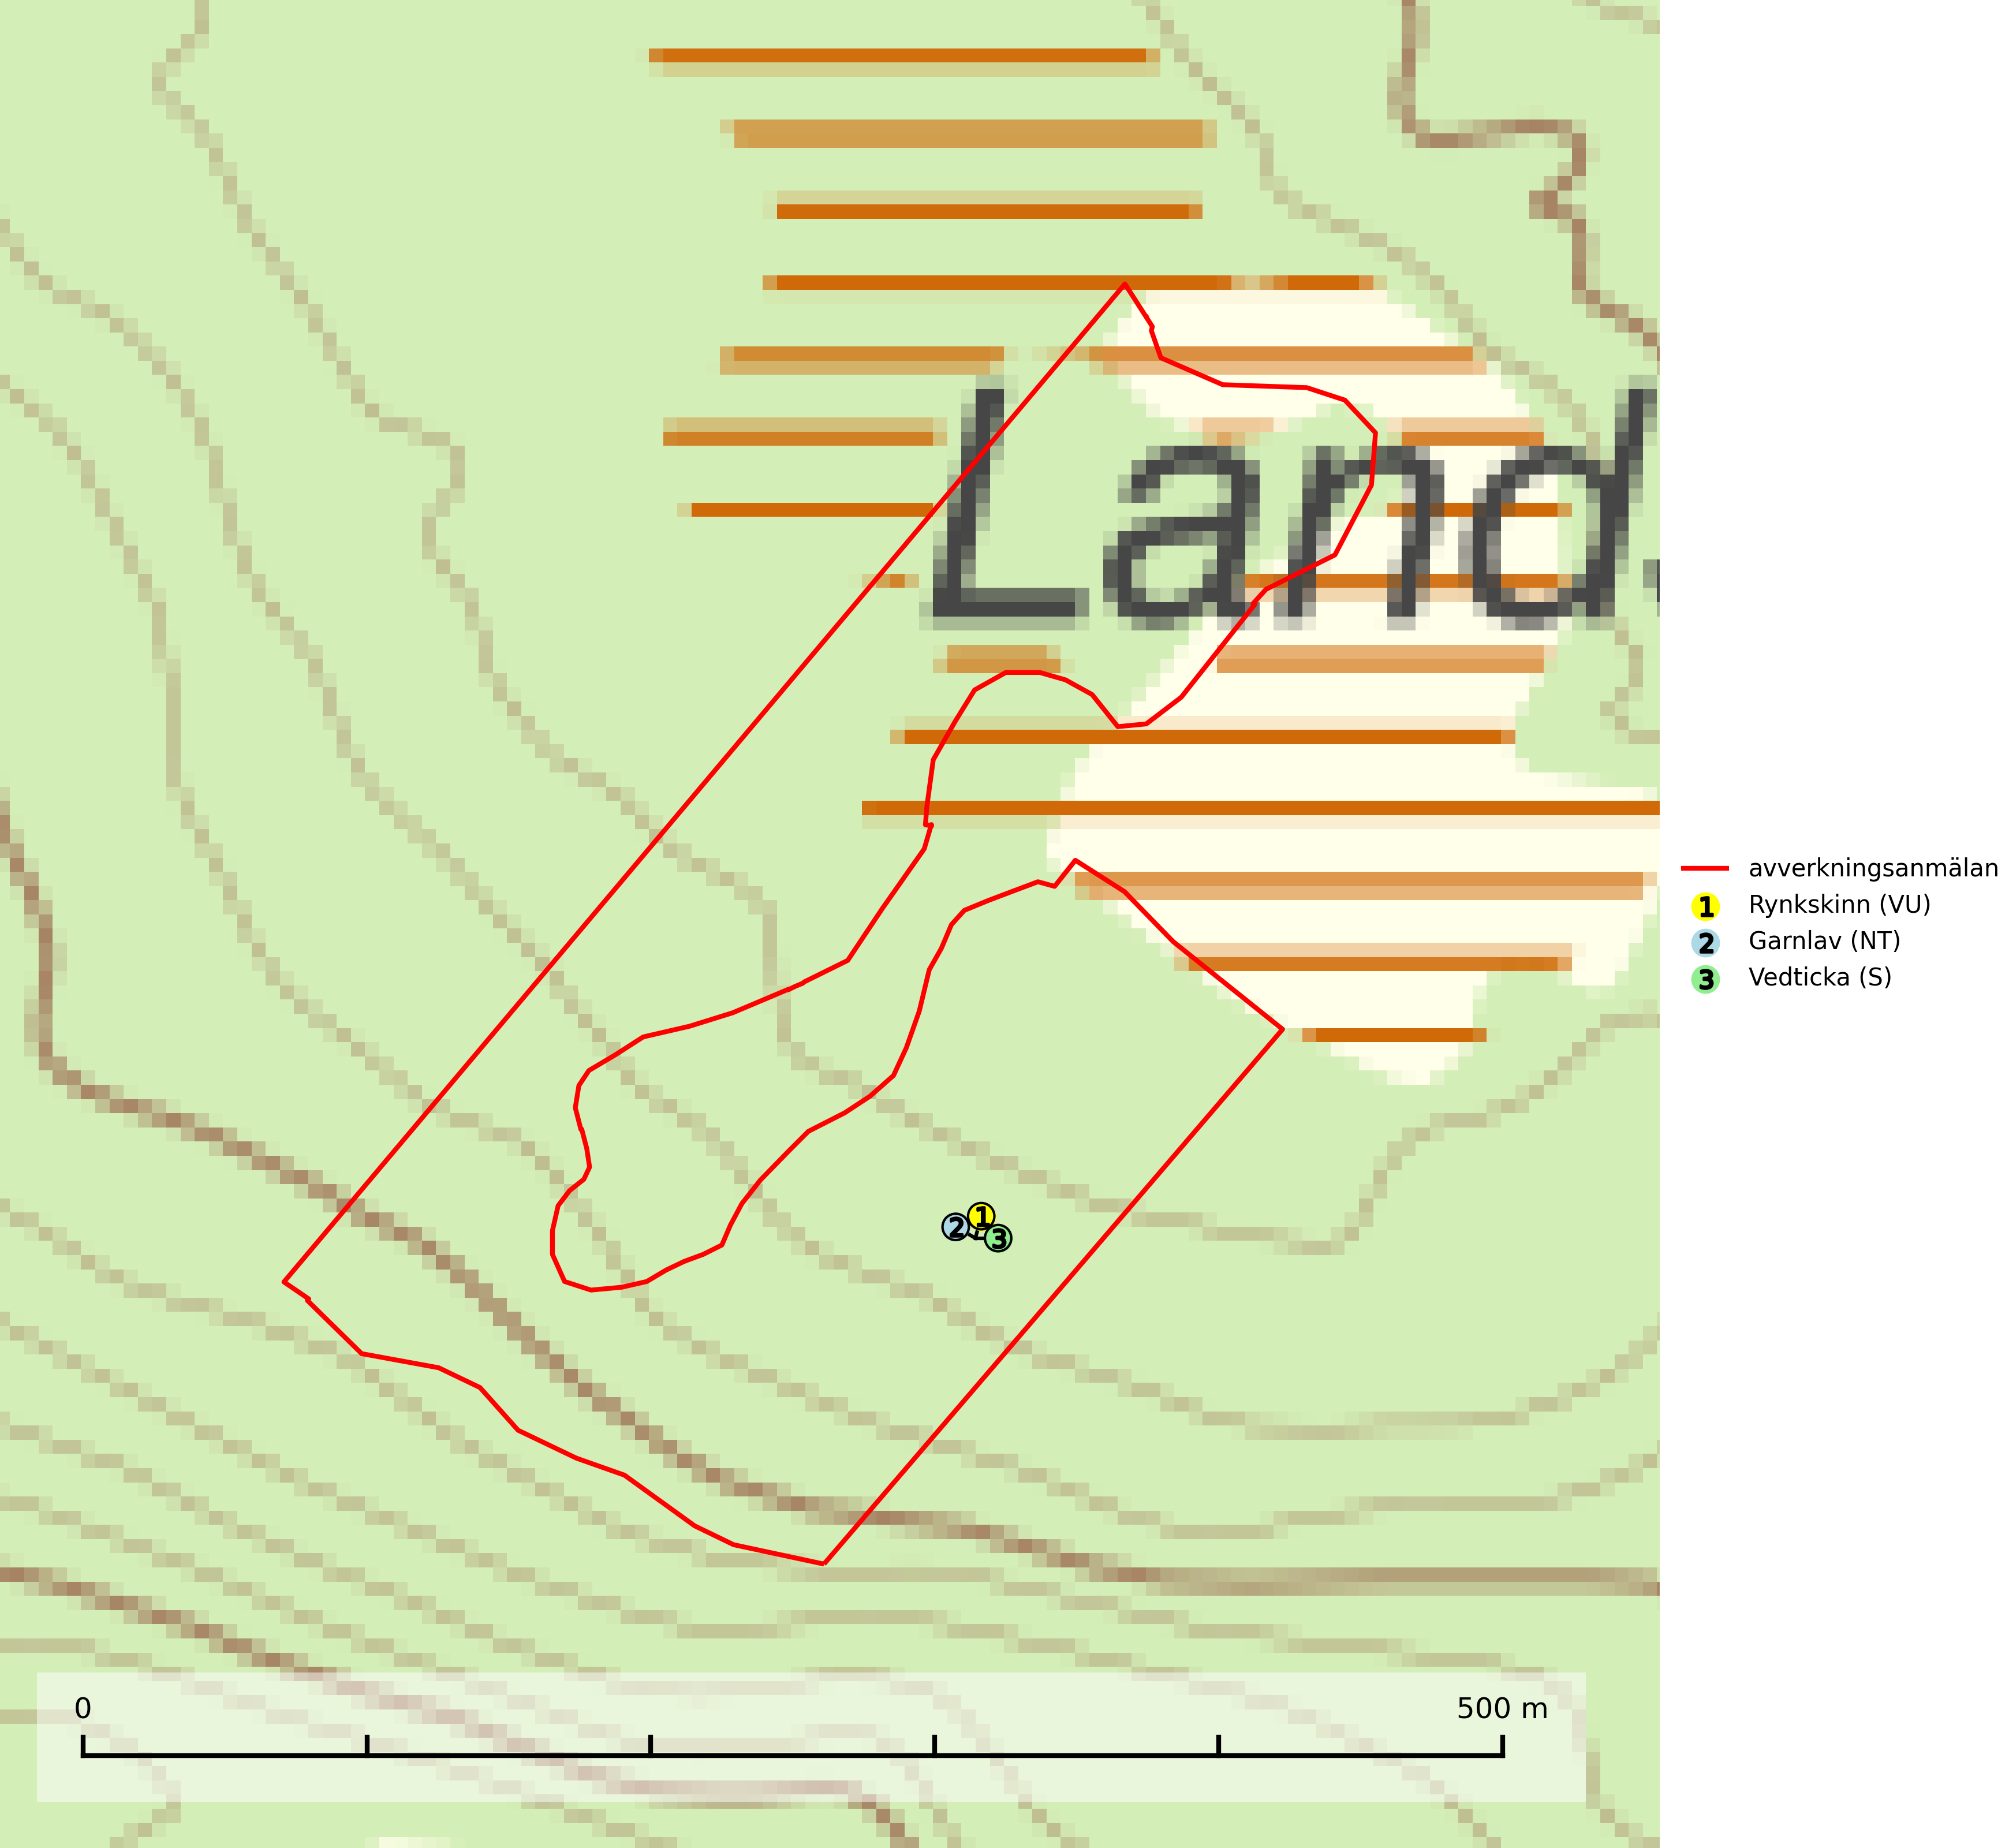 Land
avverkningsanmälan
1 Rynkskinn (VU)
2 Garnlav (NT)
3 Vedticka (S)
1
2
3
0 500 m